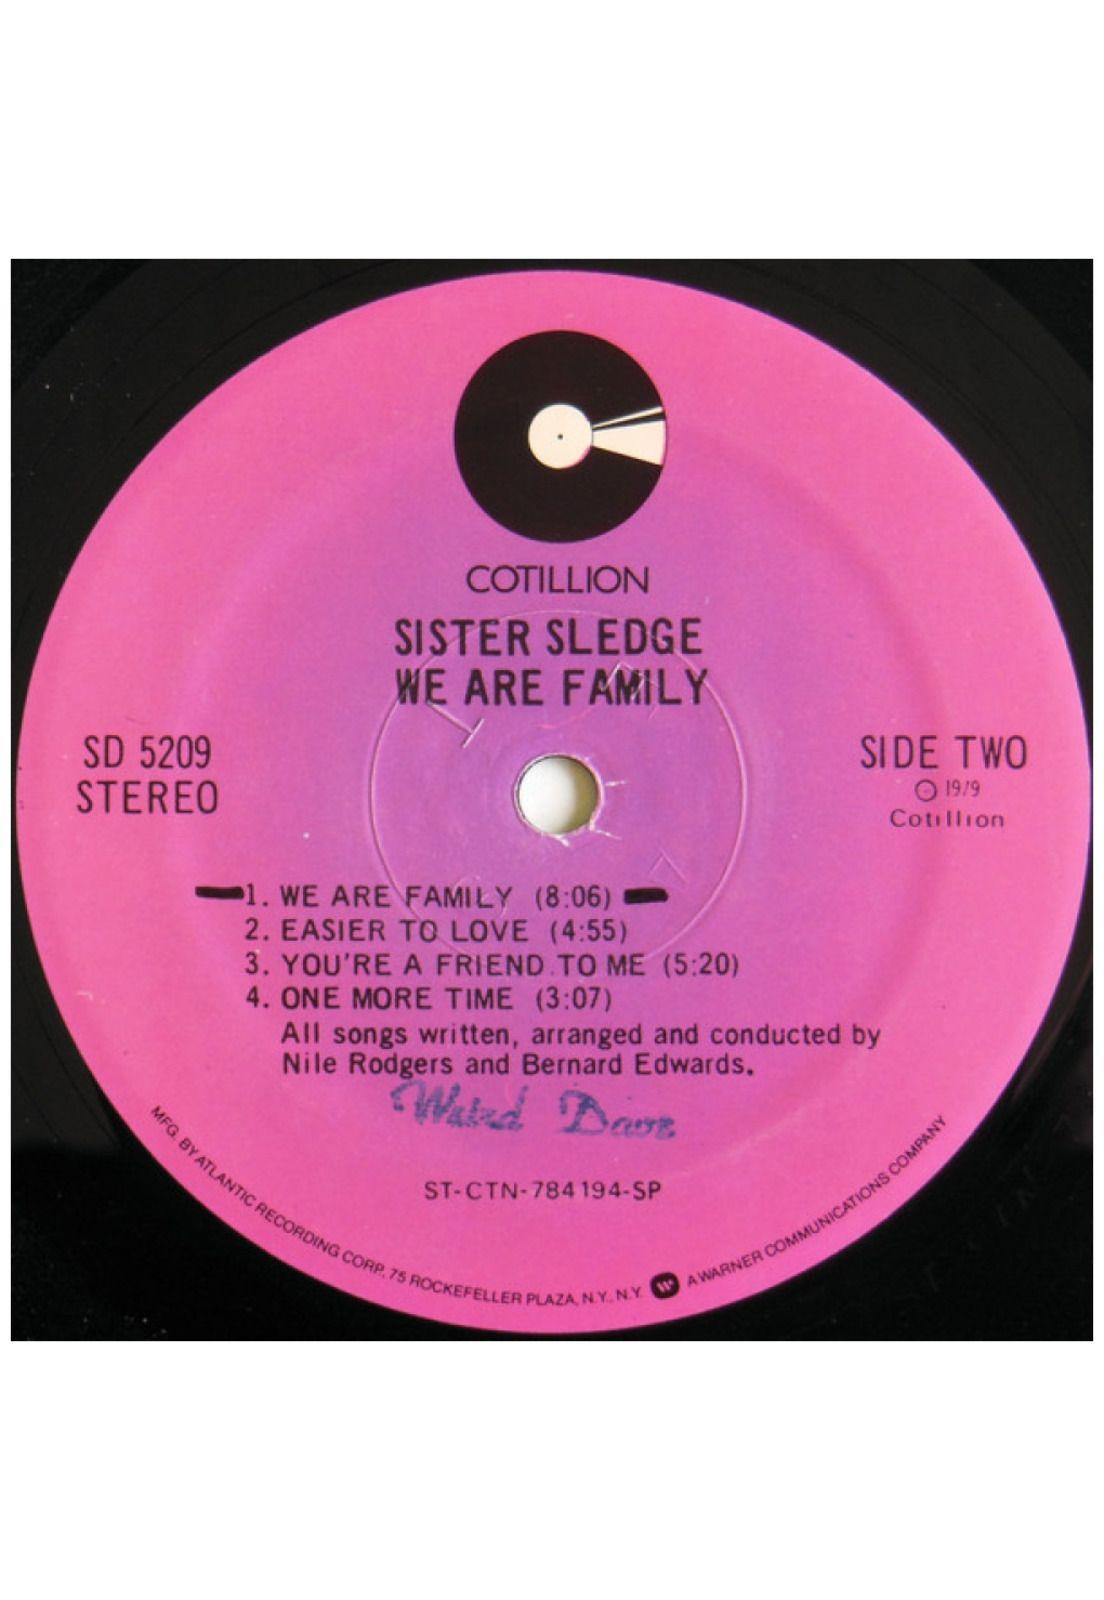 COTILLION
SISTER SLEDGE
WE ARE FAMILY
SD 5209
STEREO
SIDE TWO
Ⓟ 1979
Cotillion
1. WE ARE FAMILY (8:06)
2. EASIER TO LOVE (4:55)
3. YOU'RE A FRIEND TO ME (5:20)
4. ONE MORE TIME (3:07)
All songs written, arranged and conducted by
Nile Rodgers and Bernard Edwards.
Dave
ST-CTN-784194-SP
MFG. BY ATLANTIC RECORDING CORP., 75 ROCKEFELLER PLAZA, N.Y., N.Y. W A WARNER COMMUNICATIONS COMPANY